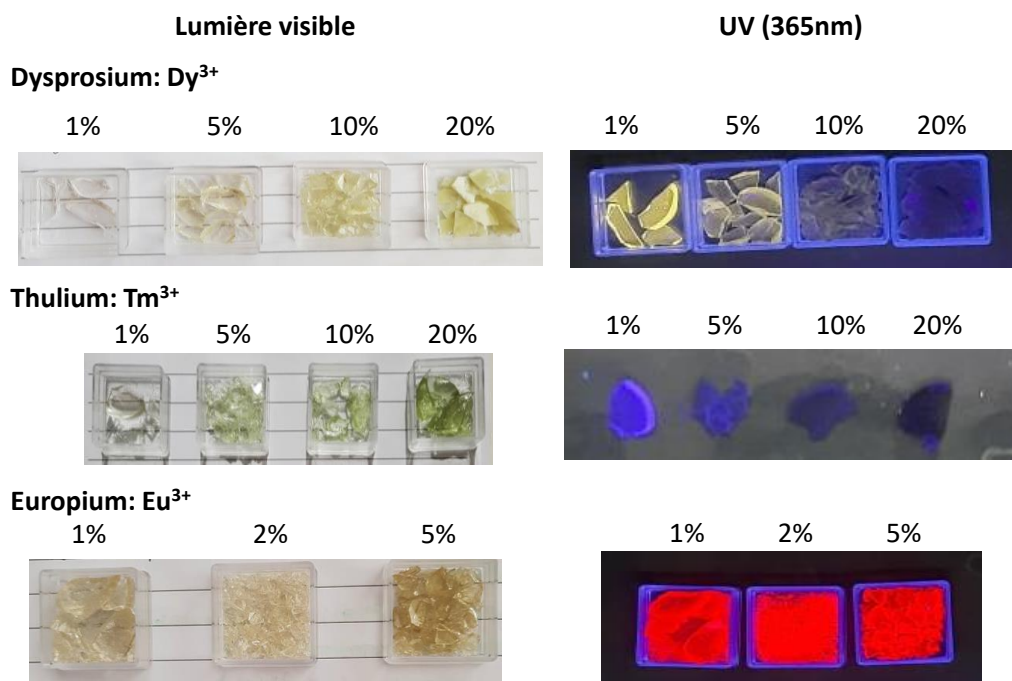 Lumière visible UV (365nm)
Dysprosium: Dy³⁺
1% 5% 10% 20% 1% 5% 10% 20%
Thulium: Tm³⁺
1% 5% 10% 20% 1% 5% 10% 20%
Europium: Eu³⁺
1% 2% 5% 1% 2% 5%